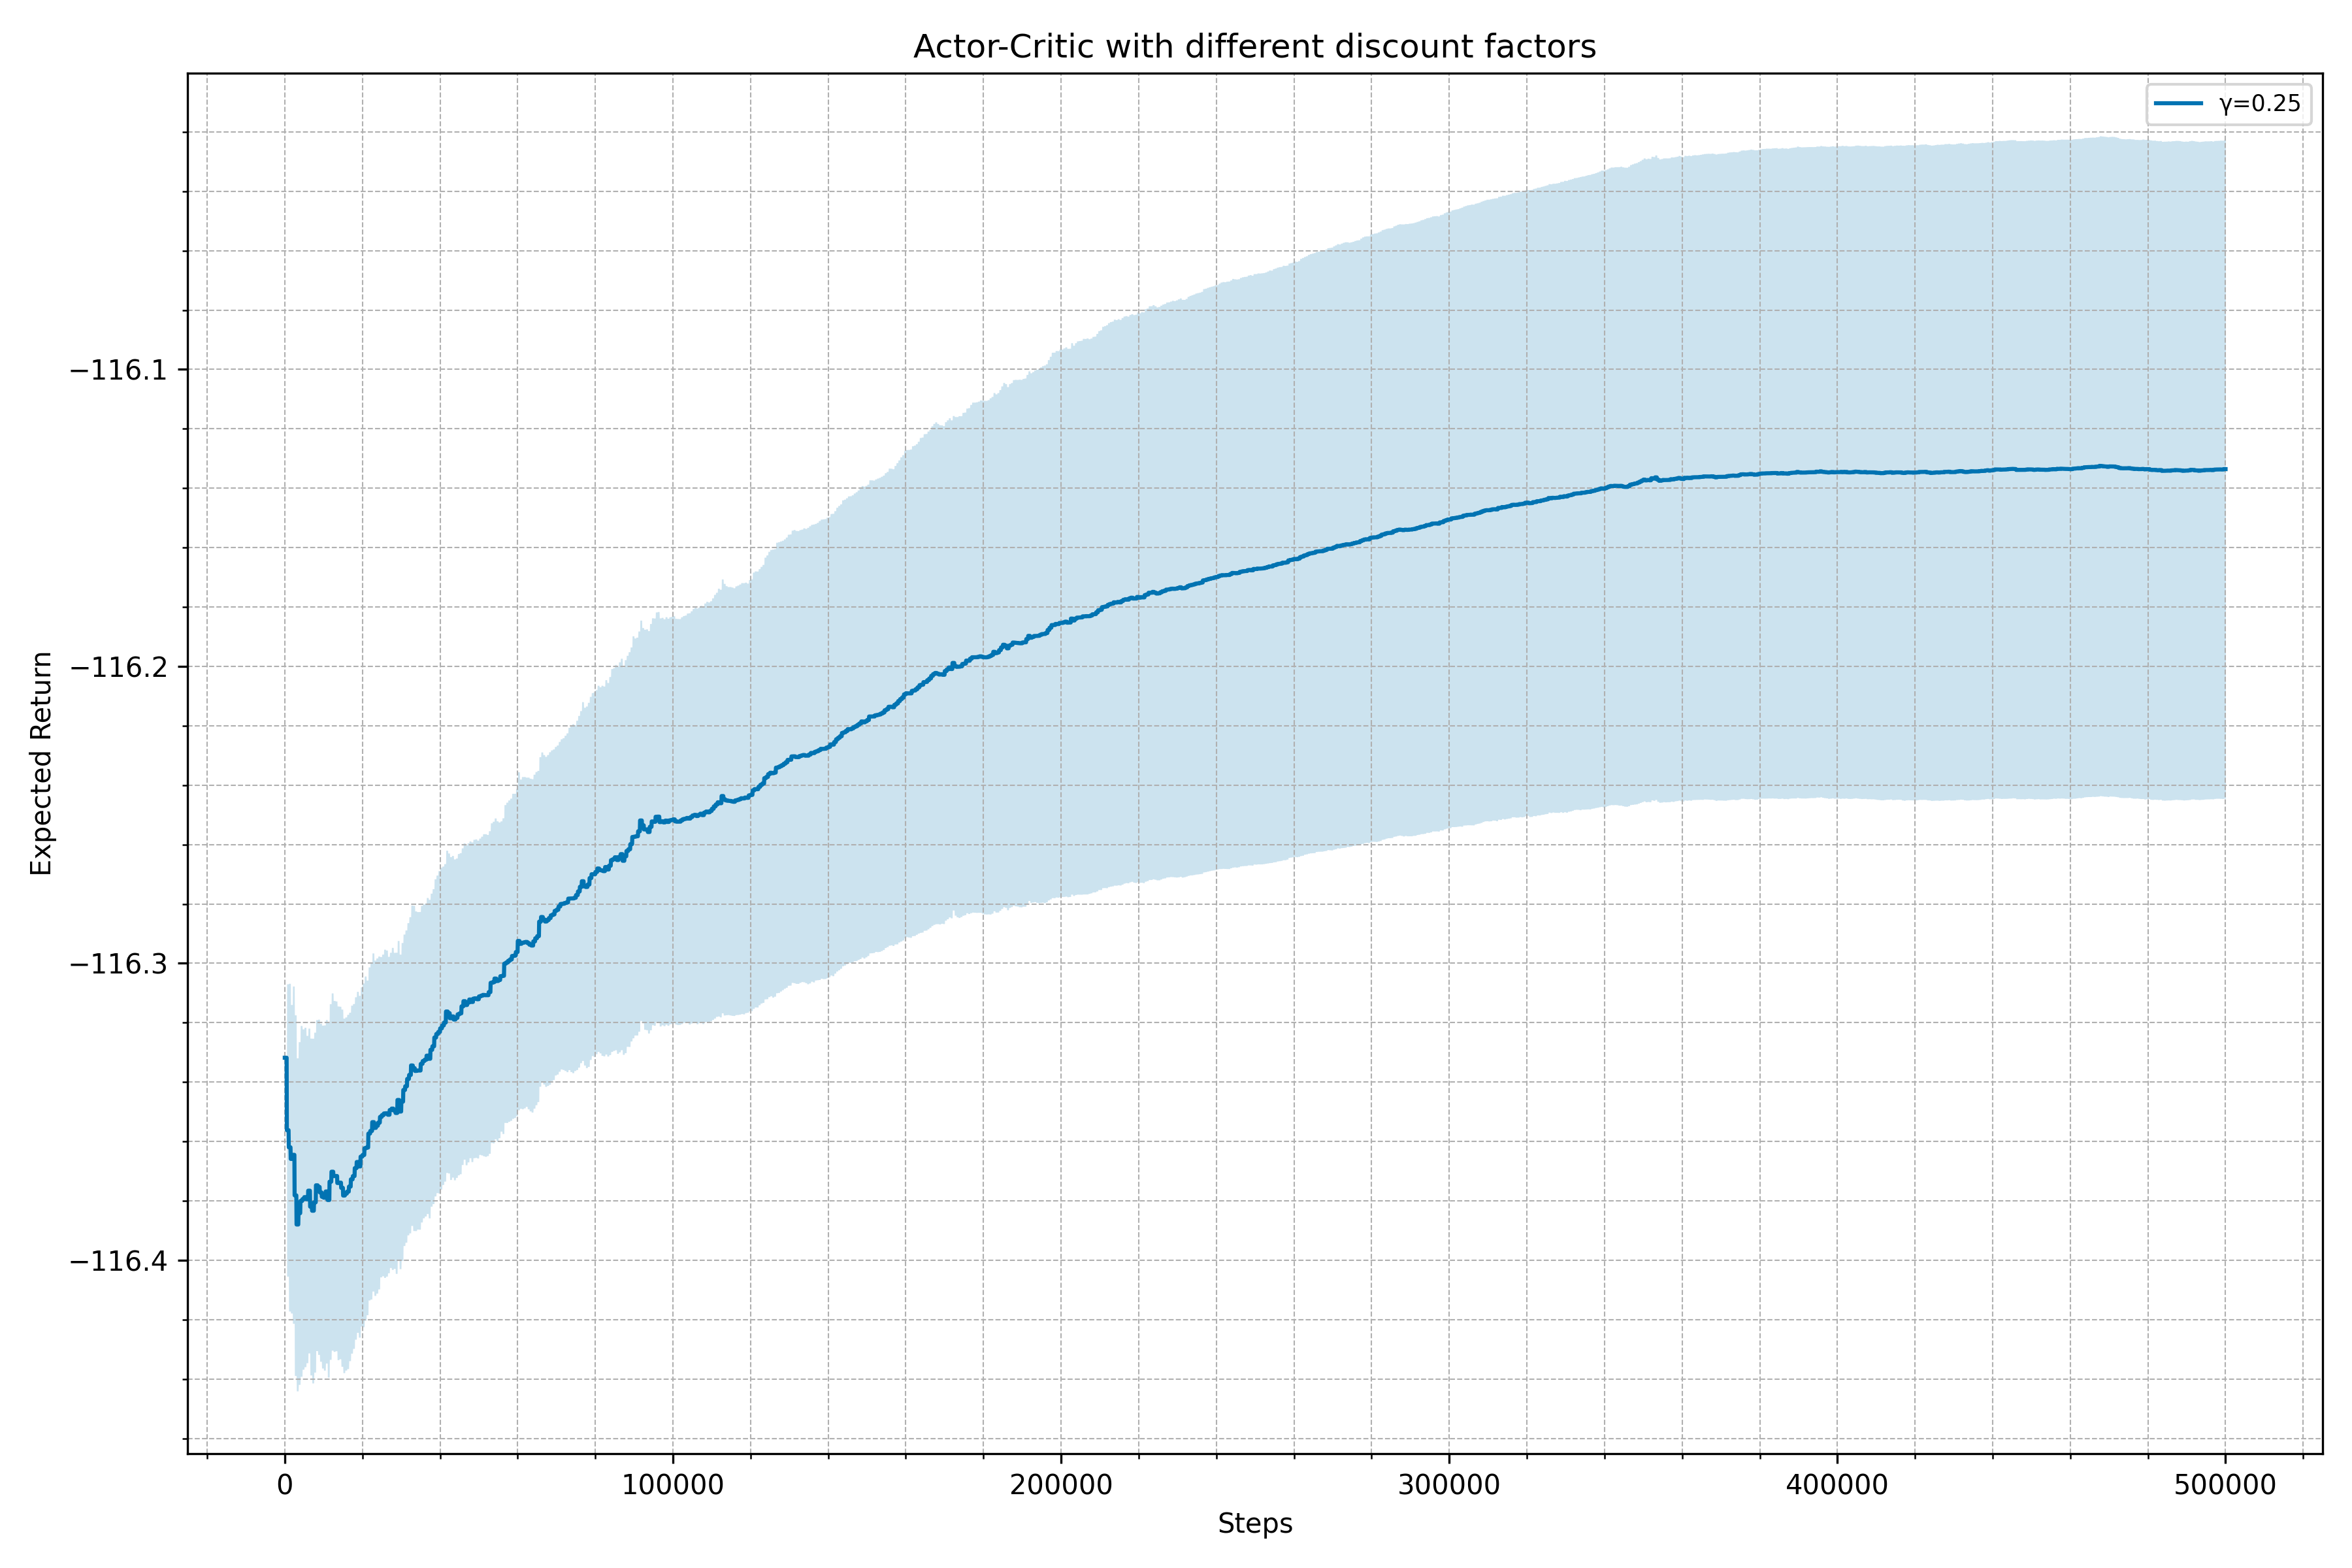 Actor-Critic with different discount factors
γ=0.25
Expected Return
−116.1
−116.2
−116.3
−116.4
0 100000 200000 300000 400000 500000
Steps